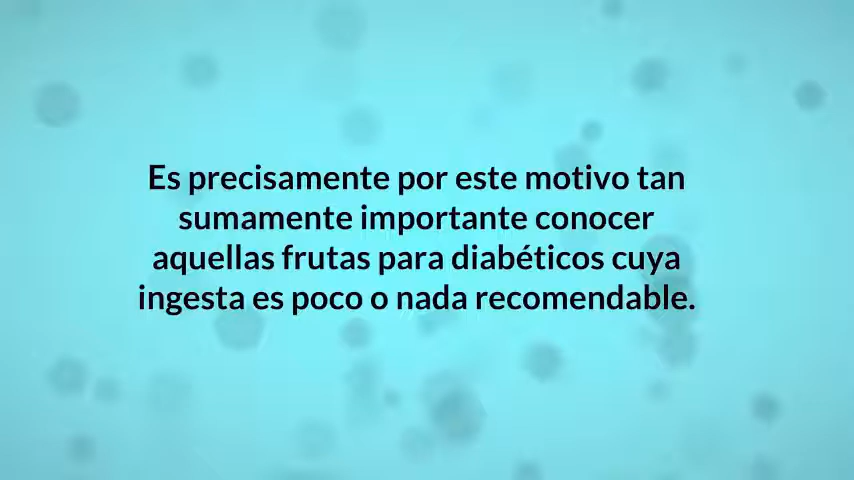 Es precisamente por este motivo tan
sumamente importante conocer
aquellas frutas para diabéticos cuya
ingesta es poco o nada recomendable.